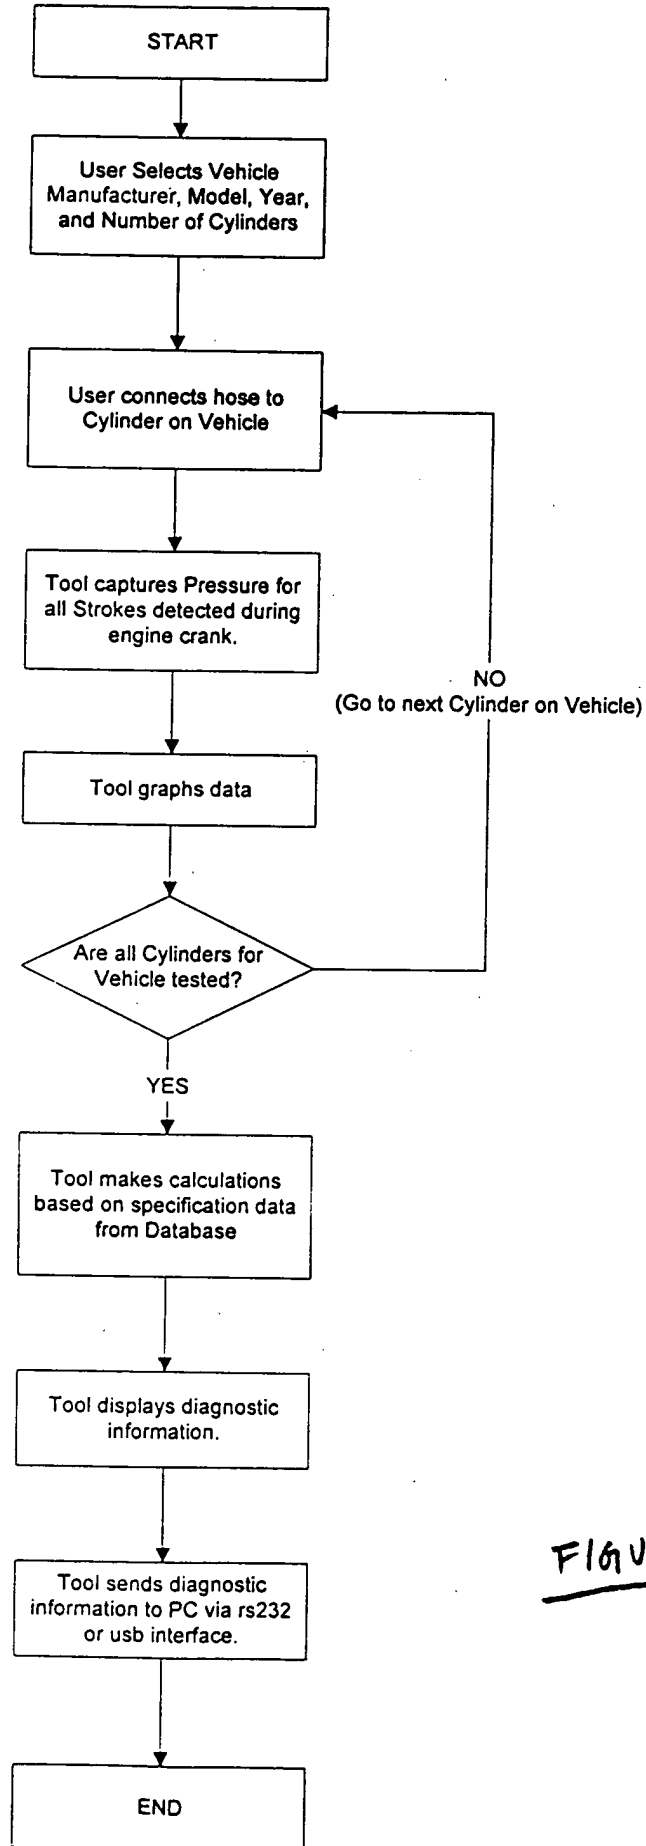 START
User Selects Vehicle
Manufacturer, Model, Year,
and Number of Cylinders
User connects hose to
Cylinder on Vehicle
Tool captures Pressure for
all Strokes detected during
engine crank.
NO
(Go to next Cylinder on Vehicle)
Tool graphs data
Are all Cylinders for
Vehicle tested?
YES
Tool makes calculations
based on specification data
from Database
Tool displays diagnostic
information.
Tool sends diagnostic
information to PC via rs232
or usb interface.
FIGU
END